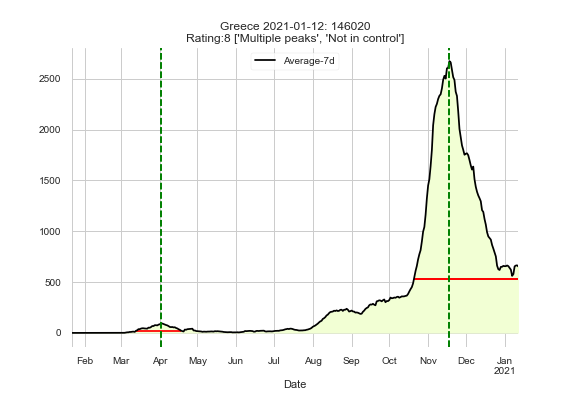 Greece 2021-01-12: 146020
Rating:8 ['Multiple peaks', 'Not in control']
Average-7d
2500
2000
1500
1000
500
0
Feb Mar Apr May Jun Jul Aug Sep Oct Nov Dec Jan
2021
Date